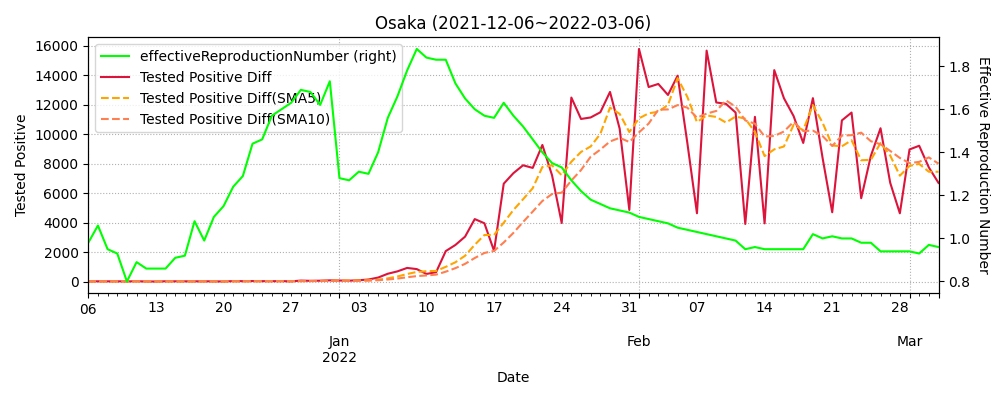 Osaka (2021-12-06~2022-03-06)
effectiveReproductionNumber (right)
Tested Positive Diff
Tested Positive Diff(SMA5)
Tested Positive Diff(SMA10)
Tested Positive
16000
14000
12000
10000
8000
6000
4000
2000
0
Effective Reproduction Number
1.8
1.6
1.4
1.2
1.0
0.8
06 13 20 27 03 10 17 24 31 07 14 21 28
Jan Feb Mar
2022
Date